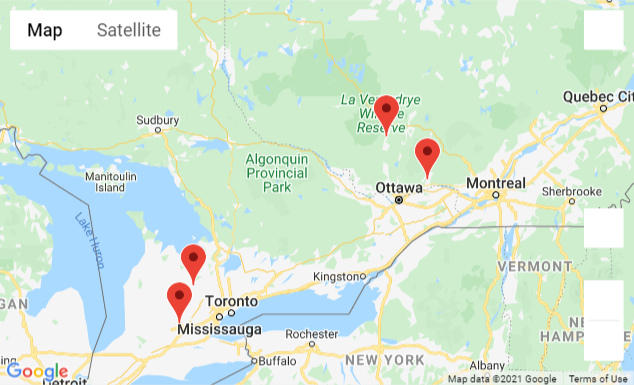 Map
Satellite
Quebec City
La Verendrye
Wildlife
Reserve
Sudbury
Algonquin
Provincial
Park
Manitoulin
Island
Ottawa
Montreal
Sherbrooke
Lake Huron
VERMONT
Kingston
Toronto
Mississauga
Rochester
Buffalo
NEW YORK
Albany
NE
HAMPSHIRE
GAN
Detroit
Google
Map data ©2021 Google
Terms of Use